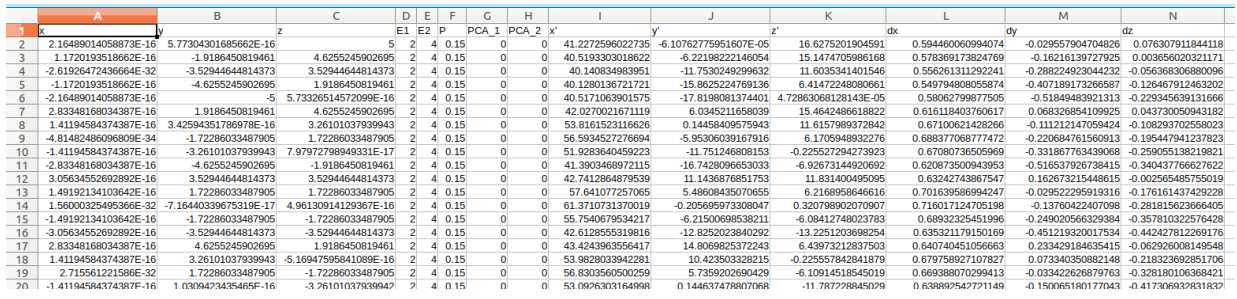 A B C D E F G H I J K L M N
1 x y z E1 E2 P PCA_1 PCA_2 x' y' z' dx dy dz
2 2.16489014058873E-16 5.77304301685662E-16 5 2 4 0.15 0 0 41.2272596022735 -6.10762775951607E-05 16.6275201904591 0.594460060994074 -0.029557904704826 0.076307911844118
3 1.1720193518662E-16 -1.9186450819461 4.6255245902695 2 4 0.15 0 0 40.5193303018622 -6.22198222146504 15.1474705986168 0.578369173824769 -0.16216139727925 0.003656020321171
4 -2.61926472436664E-32 -3.52944644814373 3.52944644814373 2 4 0.15 0 0 40.140834983951 -11.7530249299632 11.6035341401546 0.556261311292241 -0.288224923044232 -0.056368306880096
5 -1.1720193518662E-16 -4.6255245902695 1.9186450819461 2 4 0.15 0 0 40.1280136721721 -15.8622524769136 6.41472248080661 0.549794808055874 -0.407189173266587 -0.126467912463202
6 -2.16489014058873E-16 -5 5.73326514572099E-16 2 4 0.15 0 0 40.5171063901575 -17.8198081374401 4.72863068128143E-05 0.58062799877505 -0.51849483921313 -0.229345639131666
7 2.83348168034387E-16 1.9186450819461 4.6255245902695 2 4 0.15 0 0 42.0270021671119 6.0345211658039 15.4642486618822 0.616118403760617 0.068326854109925 0.043730050943182
8 1.41194584374387E-16 3.42594351786978E-16 3.26101037939943 2 4 0.15 0 0 53.8161523116626 0.14458409575943 11.6157989372842 0.67100621428266 -0.111212147059424 -0.108293702558023
9 -4.81482486096809E-34 -1.72286033487905 1.72286033487905 2 4 0.15 0 0 56.5934527276694 -5.95306039167916 6.17059489932276 0.688377068777472 -0.220684761560913 -0.195447941237823
10 -1.41194584374387E-16 -3.26101037939943 7.97972798949331E-17 2 4 0.15 0 0 51.9283640459223 -11.751246808153 -0.225527294273923 0.67080736505969 -0.331867763439068 -0.259055138219821
11 -2.83348168034387E-16 -4.6255245902695 -1.9186450819461 2 4 0.15 0 0 41.3903468972115 -16.7428096653033 -6.92673144920692 0.620873500943953 -0.516537926738415 -0.340437766627622
12 3.05634552692892E-16 3.52944644814373 3.52944644814373 2 4 0.15 0 0 42.7412864879539 11.1436876851753 11.831400495095 0.63242743867547 0.162673215448615 -0.002565485755019
13 1.49192134103642E-16 1.72286033487905 1.72286033487905 2 4 0.15 0 0 57.641077257065 5.48608435070655 6.2168958646616 0.701639586994247 -0.029522295919316 -0.176161437429228
14 1.56000325495366E-32 -7.16440339675319E-17 4.96130914129367E-16 2 4 0.15 0 0 61.3710731370019 -0.205695973308047 0.320798902070907 0.716017124705198 -0.13760422407098 -0.281815623666405
15 -1.49192134103642E-16 -1.72286033487905 -1.72286033487905 2 4 0.15 0 0 55.7540679534217 -6.21500698538211 -6.08412748023783 0.68932325451996 -0.249020566329384 -0.357810322576428
16 -3.05634552692892E-16 -3.52944644814373 -3.52944644814373 2 4 0.15 0 0 42.6128555319816 -12.8252023840292 -13.2251203698254 0.635321179150169 -0.451219320017534 -0.442427812269176
17 2.83348168034387E-16 4.6255245902695 1.9186450819461 2 4 0.15 0 0 43.4243963556417 14.8069825372243 6.43973212837503 0.640740451056663 0.233429184635415 -0.062926008149548
18 1.41194584374387E-16 3.26101037939943 -5.16947595841089E-16 2 4 0.15 0 0 53.9828033942281 10.423503328215 -0.225557842841879 0.679758927107827 0.073340350882148 -0.218323692851706
19 2.715561221586E-32 1.72286033487905 -1.72286033487905 2 4 0.15 0 0 56.8303560500259 5.7359202690429 -6.10914518545019 0.669388070299413 -0.033422626879763 -0.328180106368421
20 -1.41194584374387E-16 1.0309423435465E-16 -3.26101037939942 2 4 0.15 0 0 53.0926303164998 0.144637478807068 -11.787228845029 0.638892542721149 -0.150065180177043 -0.417306932831832